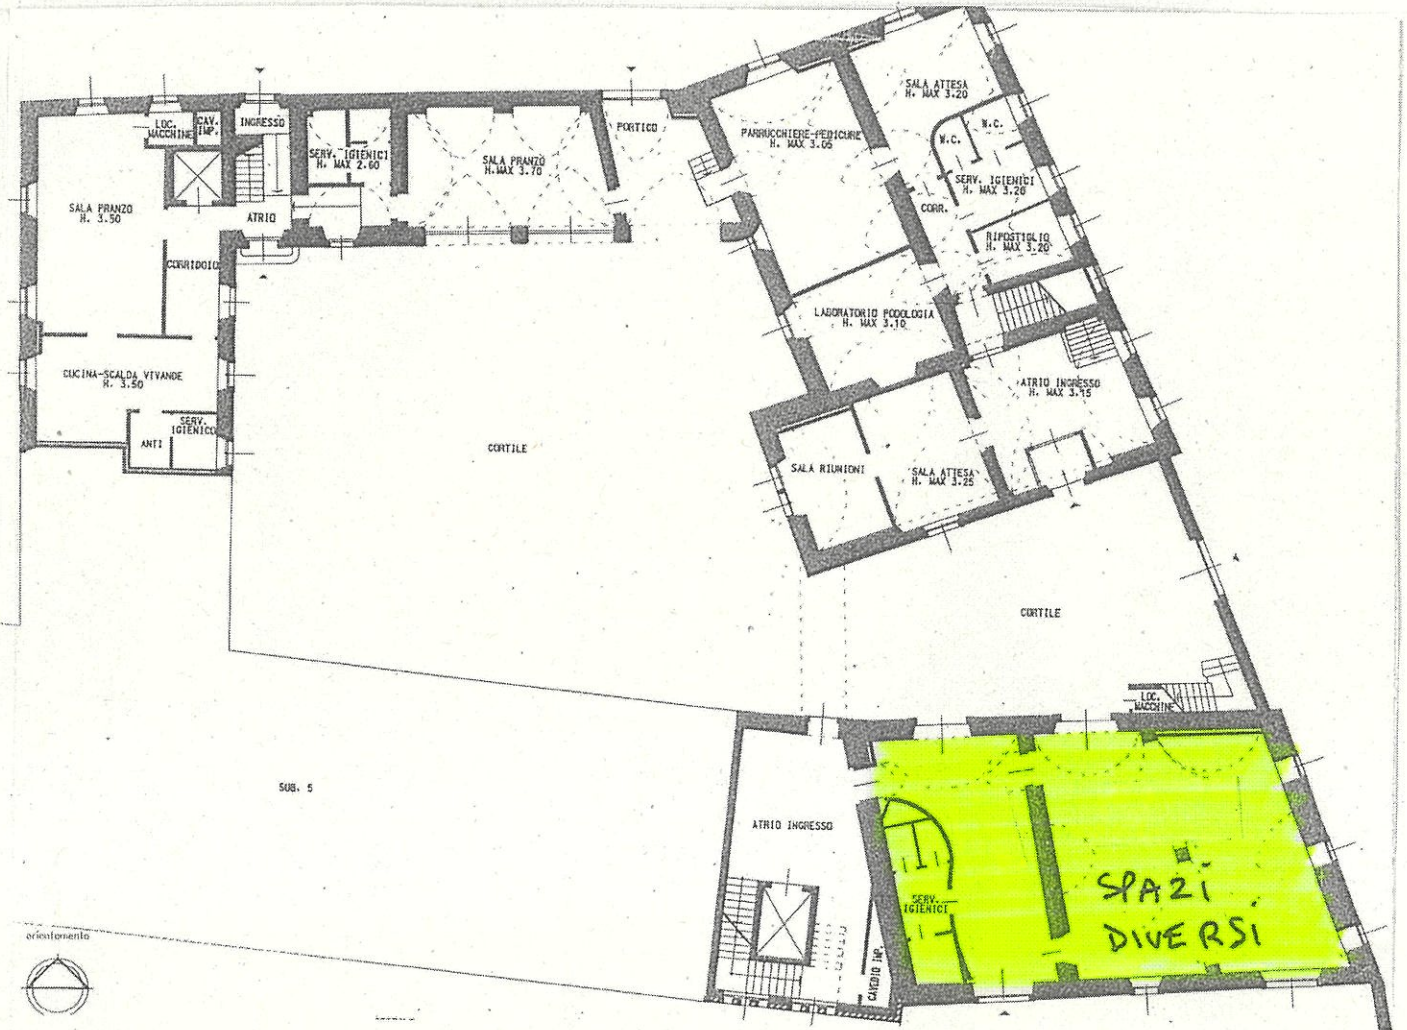 LOC.
MACCHINE
CAV.
IMP.
INGRESSO
SERV. IGIENICI
H. MAX 2.60
SALA PRANZO
H. MAX 3.70
PORTICO
PARRUCCHIERE-PEDICURE
H. MAX 3.05
SALA ATTESA
H. MAX 3.20
W.C.
W.C.
SERV. IGIENICI
H. MAX 3.20
CORR.
RIPOSTIGLIO
H. MAX 3.20
SALA PRANZO
H. 3.50
ATRIO
CORRIDOIO
LABORATORIO PODOLOGIA
H. MAX 3.10
CUCINA-SCALDA VIVANDE
H. 3.50
ATRIO INGRESSO
H. MAX 3.15
ANTI
SERV.
IGIENICO
CORTILE
SALA RIUNIONI
SALA ATTESA
H. MAX 3.25
CORTILE
LOC.
MACCHINE
SUB. 5
ATRIO INGRESSO
SERV.
IGIENICI
CAVEDIO IMP.
SPAZI
DIVERSI
orientamento